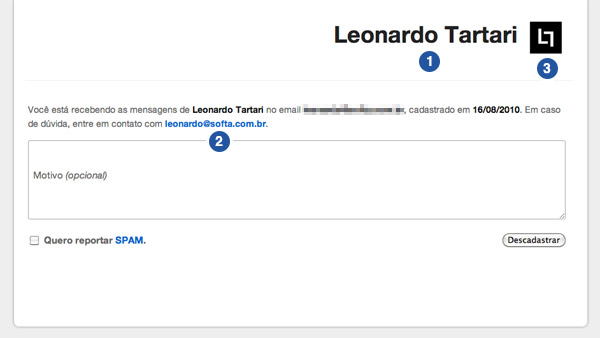 Leonardo Tartari
1
3
Você está recebendo as mensagens de Leonardo Tartari no email , cadastrado em 16/08/2010. Em caso
de dúvida, entre em contato com leonardo@softa.com.br.
2
Motivo (opcional)
Quero reportar SPAM.
Descadastrar